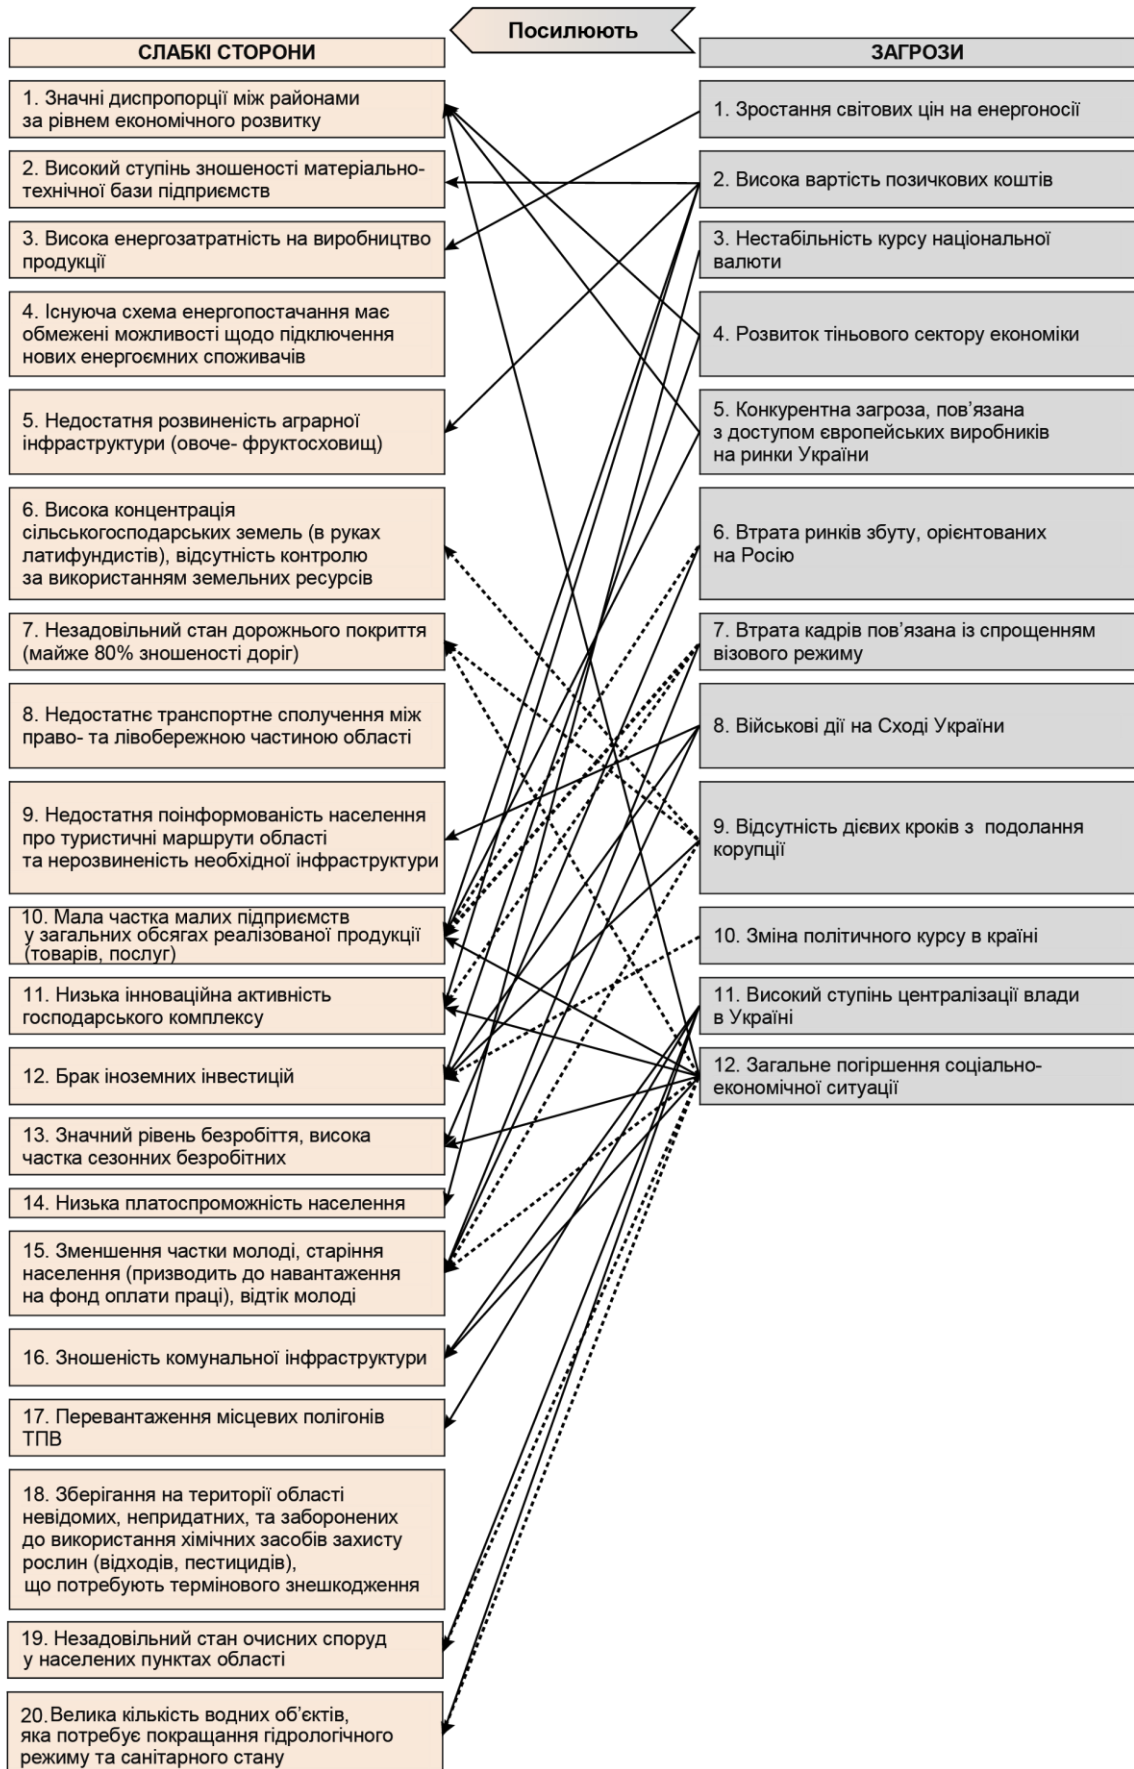 Посилюють
СЛАБКІ СТОРОНИ
1. Значні диспропорції між районами
за рівнем економічного розвитку
2. Високий ступінь зношеності матеріально-
технічної бази підприємств
3. Висока енергозатратність на виробництво
продукції
4. Існуюча схема енергопостачання має
обмежені можливості щодо підключення
нових енергоємних споживачів
5. Недостатня розвиненість аграрної
інфраструктури (овоче- фруктосховищ)
6. Висока концентрація
сільськогосподарських земель (в руках
латифундистів), відсутність контролю
за використанням земельних ресурсів
7. Незадовільний стан дорожнього покриття
(майже 80% зношеності доріг)
8. Недостатнє транспортне сполучення між
право- та лівобережною частиною області
9. Недостатня поінформованість населення
про туристичні маршрути області
та нерозвиненість необхідної інфраструктури
10. Мала частка малих підприємств
у загальних обсягах реалізованої продукції
(товарів, послуг)
11. Низька інноваційна активність
господарського комплексу
12. Брак іноземних інвестицій
13. Значний рівень безробіття, висока
частка сезонних безробітних
14. Низька платоспроможність населення
15. Зменшення частки молоді, старіння
населення (призводить до навантаження
на фонд оплати праці), відтік молоді
16. Зношеність комунальної інфраструктури
17. Перевантаження місцевих полігонів
ТПВ
18. Зберігання на території області
невідомих, непридатних, та заборонених
до використання хімічних засобів захисту
рослин (відходів, пестицидів),
що потребують термінового знешкодження
19. Незадовільний стан очисних споруд
у населених пунктах області
20.Велика кількість водних об’єктів,
яка потребує покращання гідрологічного
режиму та санітарного стану
ЗАГРОЗИ
1. Зростання світових цін на енергоносії
2. Висока вартість позичкових коштів
3. Нестабільність курсу національної
валюти
4. Розвиток тіньового сектору економіки
5. Конкурентна загроза, пов’язана
з доступом європейських виробників
на ринки України
6. Втрата ринків збуту, орієнтованих
на Росію
7. Втрата кадрів пов’язана із спрощенням
візового режиму
8. Військові дії на Сході України
9. Відсутність дієвих кроків з подолання
корупції
10. Зміна політичного курсу в країні
11. Високий ступінь централізації влади
в Україні
12. Загальне погіршення соціально-
економічної ситуації